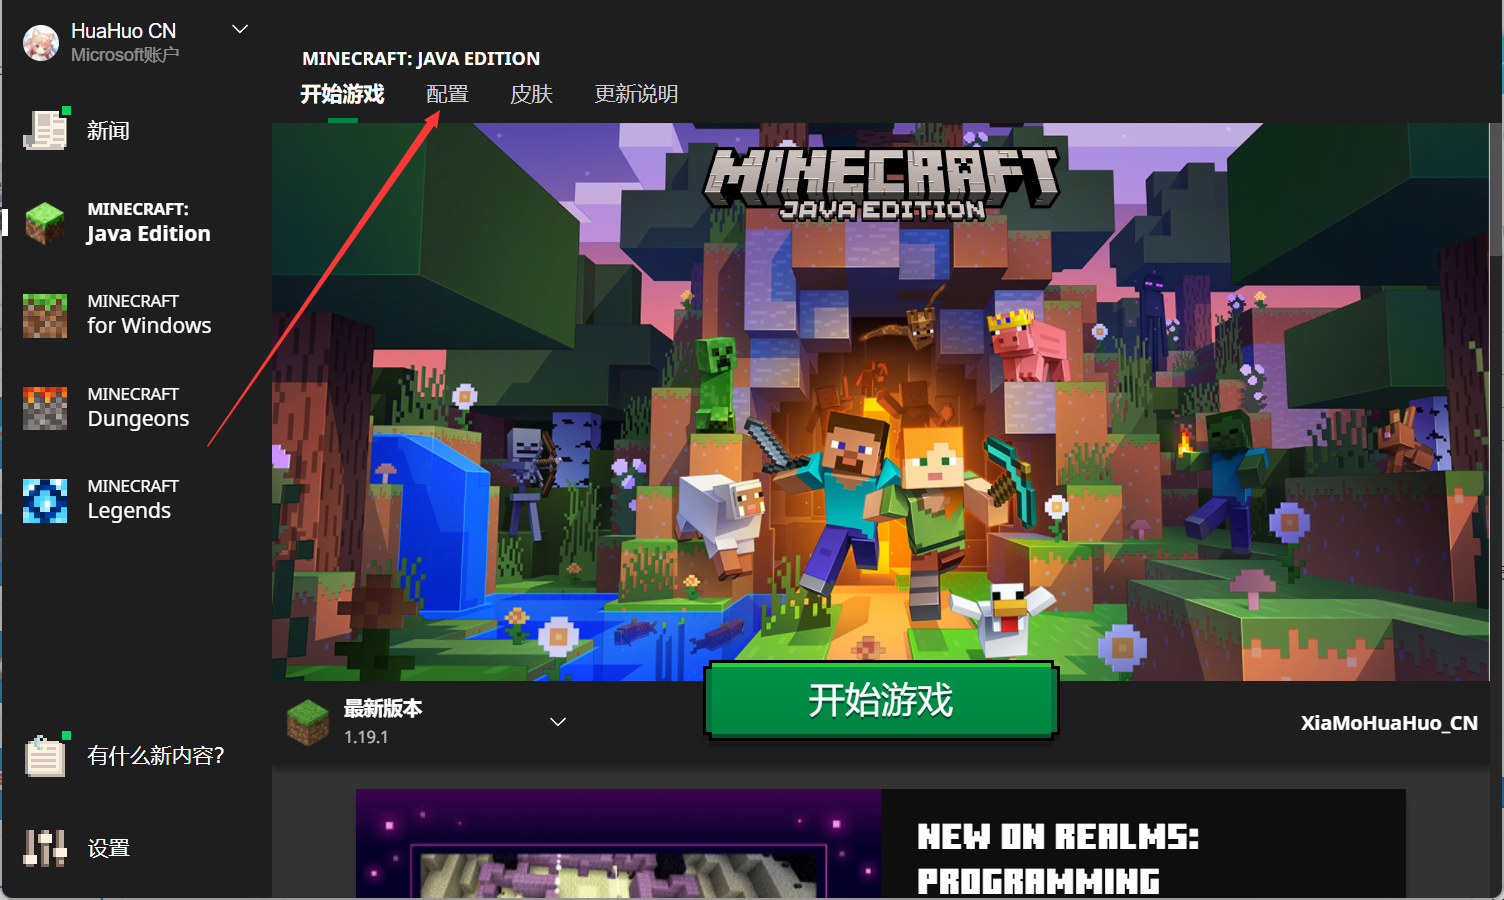 HuaHuo CN
Microsoft账户
新闻
MINECRAFT:
Java Edition
MINECRAFT
for Windows
MINECRAFT
Dungeons
MINECRAFT
Legends
有什么新内容?
设置
MINECRAFT: JAVA EDITION
开始游戏 配置 皮肤 更新说明
MINECRAFT
JAVA EDITION
最新版本
1.19.1
开始游戏
XiaMoHuaHuo_CN
NEW ON REALMS:
PROGRAMMING